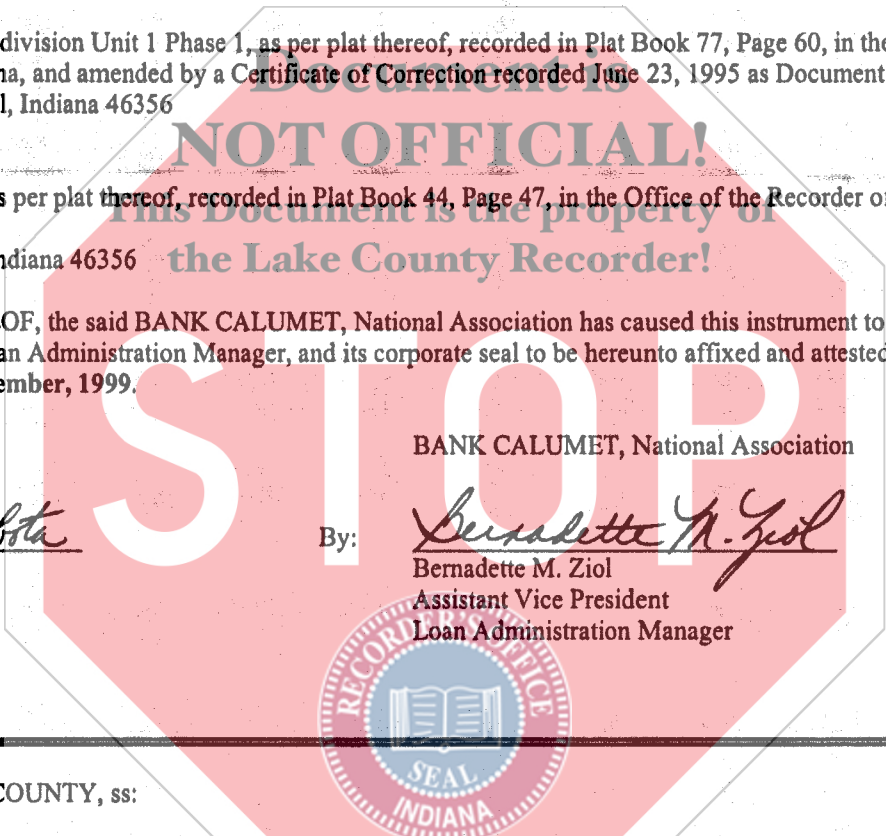 division Unit 1 Phase 1, as per plat thereof, recorded in Plat Book 77, Page 60, in the
Document is
na, and amended by a Certificate of Correction recorded June 23, 1995 as Document
l, Indiana 46356
NOT OFFICIAL!
s per plat thereof, recorded in Plat Book 44, Page 47, in the Office of the Recorder o
This Document is the property of
ndiana 46356
the Lake County Recorder!
OF, the said BANK CALUMET, National Association has caused this instrument to
an Administration Manager, and its corporate seal to be hereunto affixed and attested
ember, 1999.
STOP
BANK CALUMET, National Association
By: Bernadette M. Ziol
Bernadette M. Ziol
Assistant Vice President
Loan Administration Manager
RECORDER'S OFFICE
SEAL
INDIANA
COUNTY, ss: